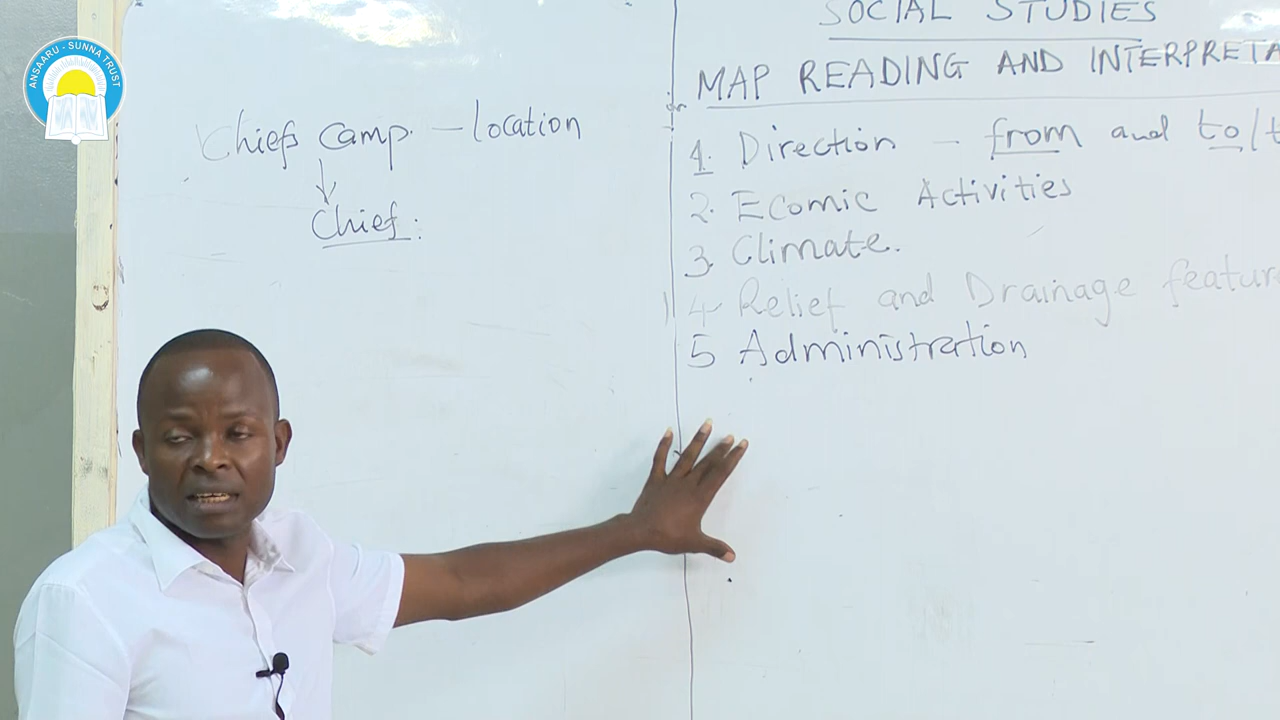 ANSAARU - SUNNA TRUST
Chiefs Camp. – location
Chief:
SOCIAL STUDIES
MAP READING AND INTERPRETA
1. Direction – from and to/t
2. Ecomic Activities
3. Climate.
4. Relief and Drainage featur
5 Administration